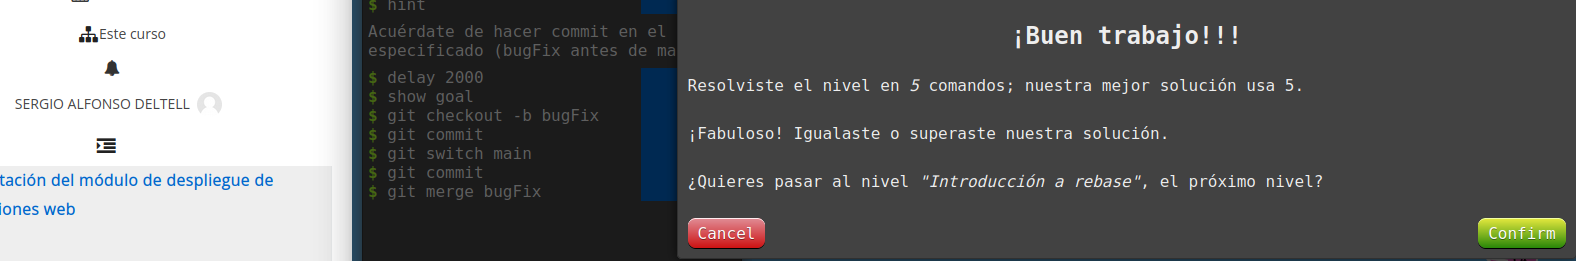 Este curso
SERGIO ALFONSO DELTELL
tación del módulo de despliegue de
iones web
$ hint
Acuérdate de hacer commit en el
especificado (bugFix antes de ma
$ delay 2000
$ show goal
$ git checkout -b bugFix
$ git commit
$ git switch main
$ git commit
$ git merge bugFix
¡Buen trabajo!!!
Resolviste el nivel en 5 comandos; nuestra mejor solución usa 5.
¡Fabuloso! Igualaste o superaste nuestra solución.
¿Quieres pasar al nivel "Introducción a rebase", el próximo nivel?
Cancel
Confirm